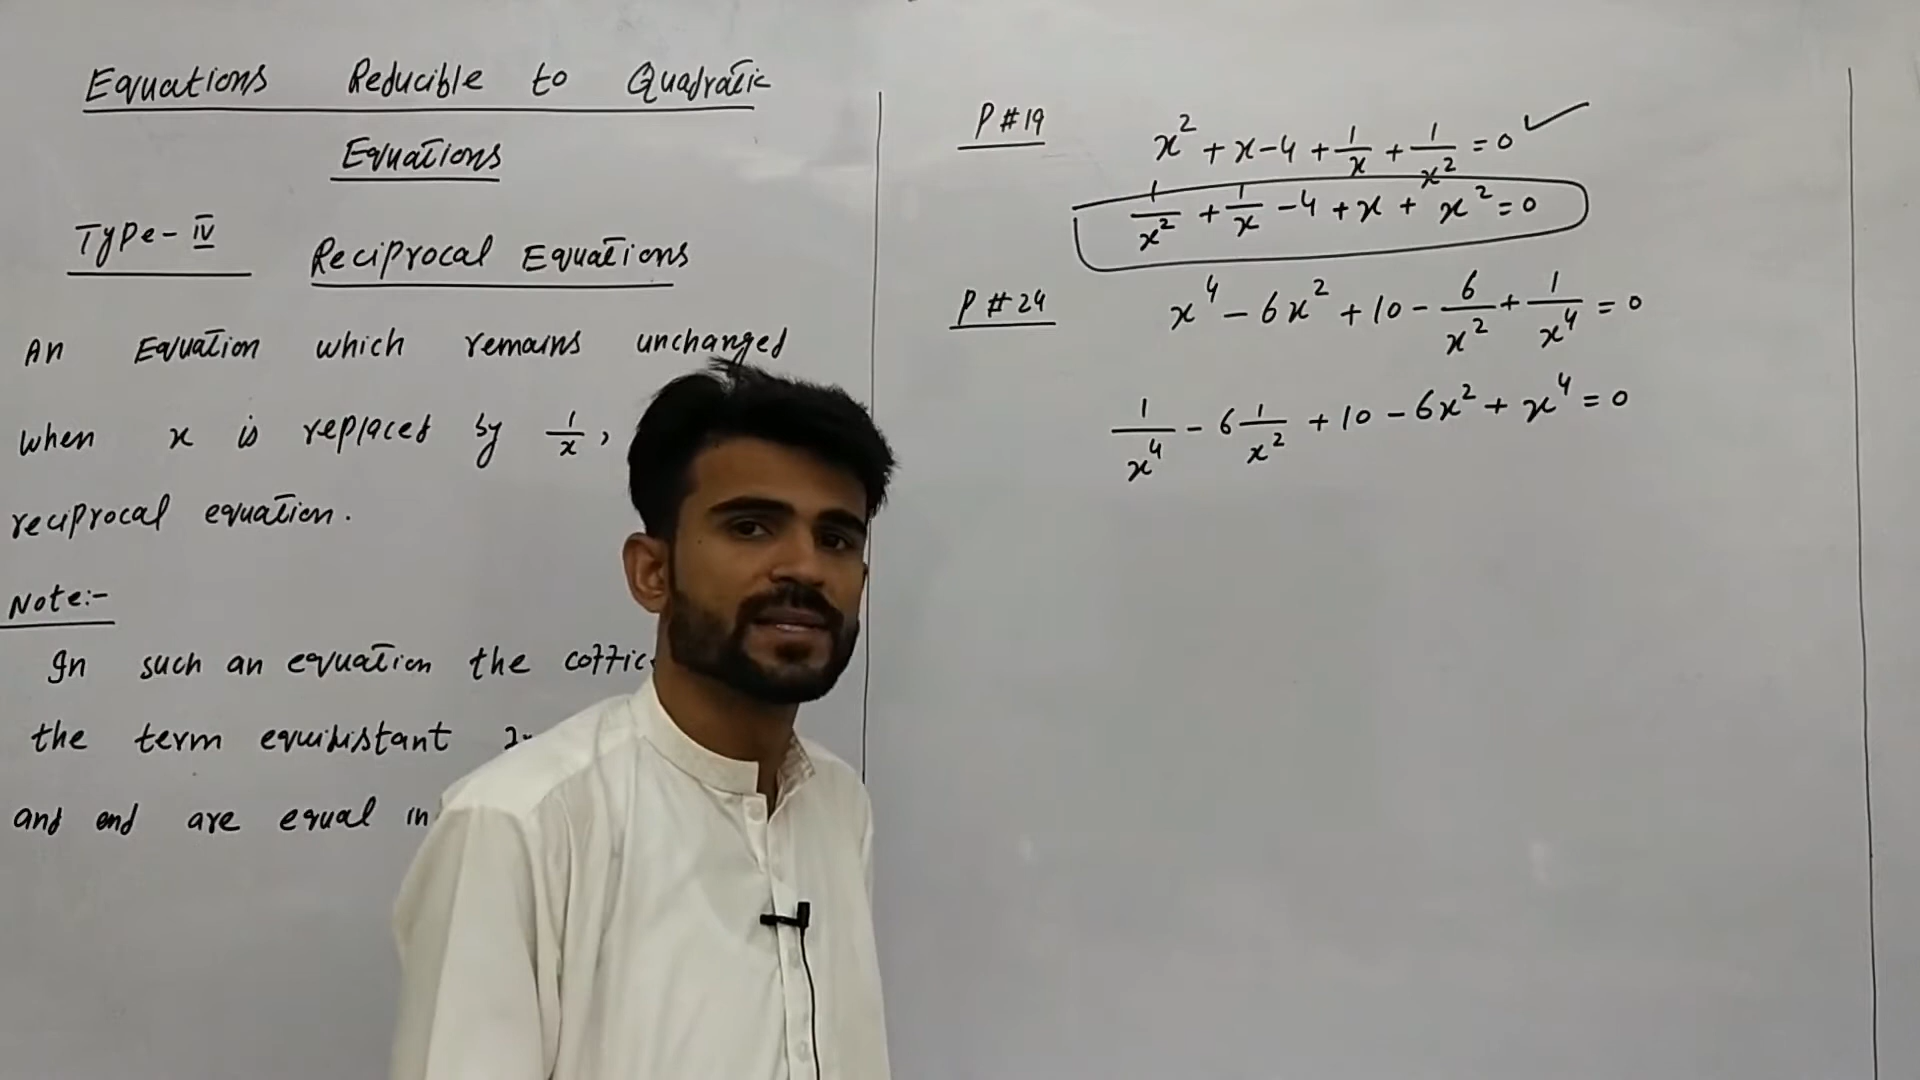 Equations Reducible to Quadratic
Equations
Type-IV Reciprocal Equations
An Equation which remains unchanged
when x is replaced by 1/x,
reciprocal equation.
Note:-
In such an equation the
the term equidistant
and end are equal in
P#19 x² + x - 4 + 1/x + 1/x² = 0 ✓
1/x² + 1/x - 4 + x + x² = 0
P#24 x⁴ - 6x² + 10 - 6/x² + 1/x⁴ = 0
1/x⁴ - 6 1/x² + 10 - 6x² + x⁴ = 0